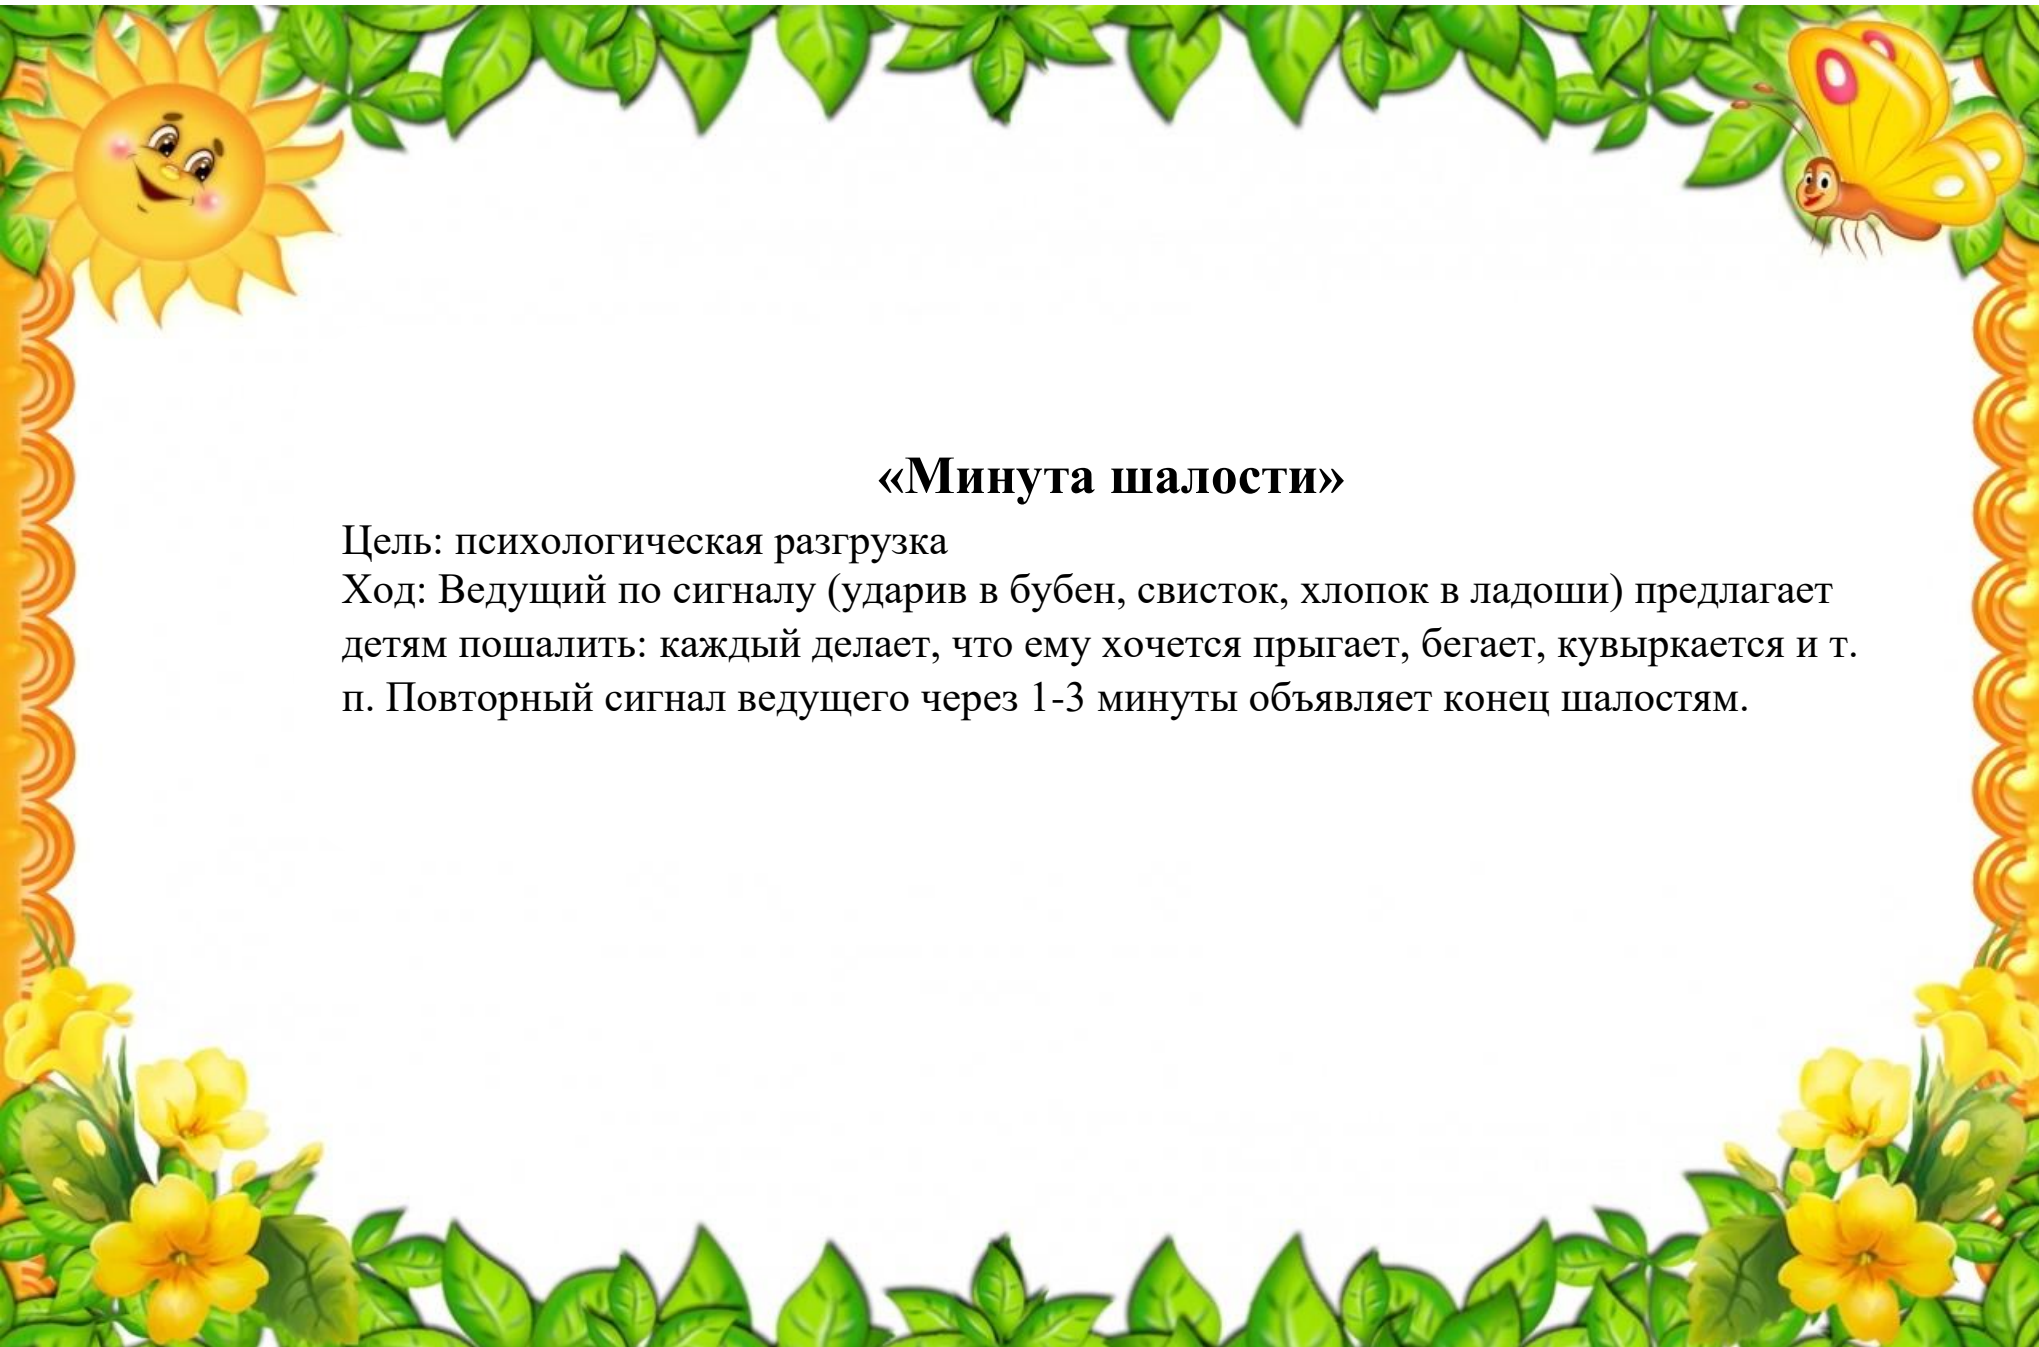 «Минута шалости»
Цель: психологическая разгрузка
Ход: Ведущий по сигналу (ударив в бубен, свисток, хлопок в ладоши) предлагает
детям пошалить: каждый делает, что ему хочется прыгает, бегает, кувыркается и т.
п. Повторный сигнал ведущего через 1-3 минуты объявляет конец шалостям.